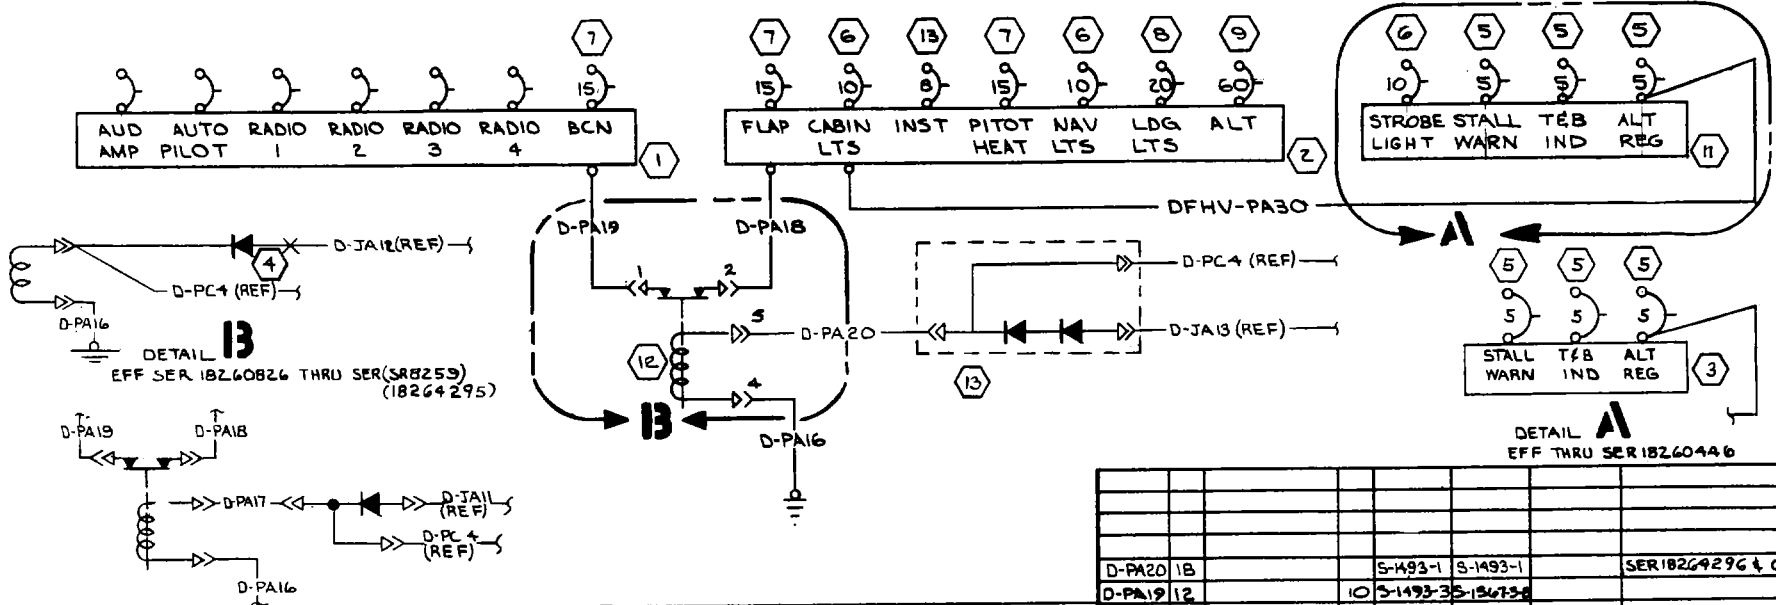 7 7 6 13 7 6 8 9 6 5 5 5
15 15 10 8 15 10 20 60 10 5 5 5
AUD AMP
AUTO PILOT
RADIO 1
RADIO 2
RADIO 3
RADIO 4
BCN
1
FLAP
CABIN LTS
INST
PITOT HEAT
NAV LTS
LDG LTS
ALT
2
STROBE LIGHT
STALL WARN
T&B IND
ALT REG
11
DFHV-PA30
A
D-PA19
D-PA18
D-JA12(REF)
4
D-PC4 (REF)
D-PA16
DETAIL B
EFF SER 18260826 THRU SER(SR8259)
(18264295)
1 2
5
12
4
B
D-PA20
D-PC4 (REF)
D-JA13 (REF)
13
D-PA16
5 5 5
5 5 5
STALL WARN
T&B IND
ALT REG
3
DETAIL A
EFF THRU SER 18260446
D-PA19
D-PA18
D-PA17
D-JA11 (REF)
D-PC 4 (REF)
D-PA16
D-PA20 18 S-1493-1 S-1493-1 SER18264296 &
D-PA19 12 10 S-1493-3